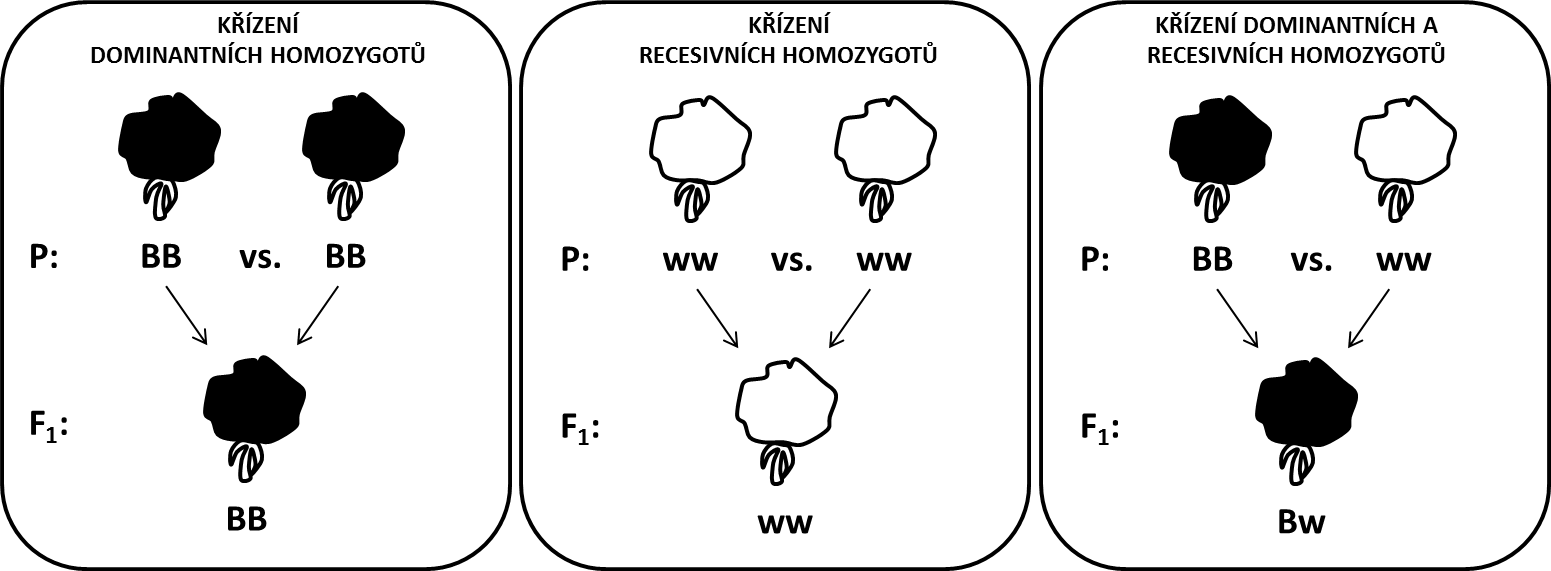 KŘÍZENÍ
DOMINANTNÍCH HOMOZYGOTŮ
P: BB vs. BB
F1:
BB
KŘÍZENÍ
RECESIVNÍCH HOMOZYGOTŮ
P: ww vs. ww
F1:
ww
KŘÍZENÍ DOMINANTNÍCH A
RECESIVNÍCH HOMOZYGOTŮ
P: BB vs. ww
F1:
Bw